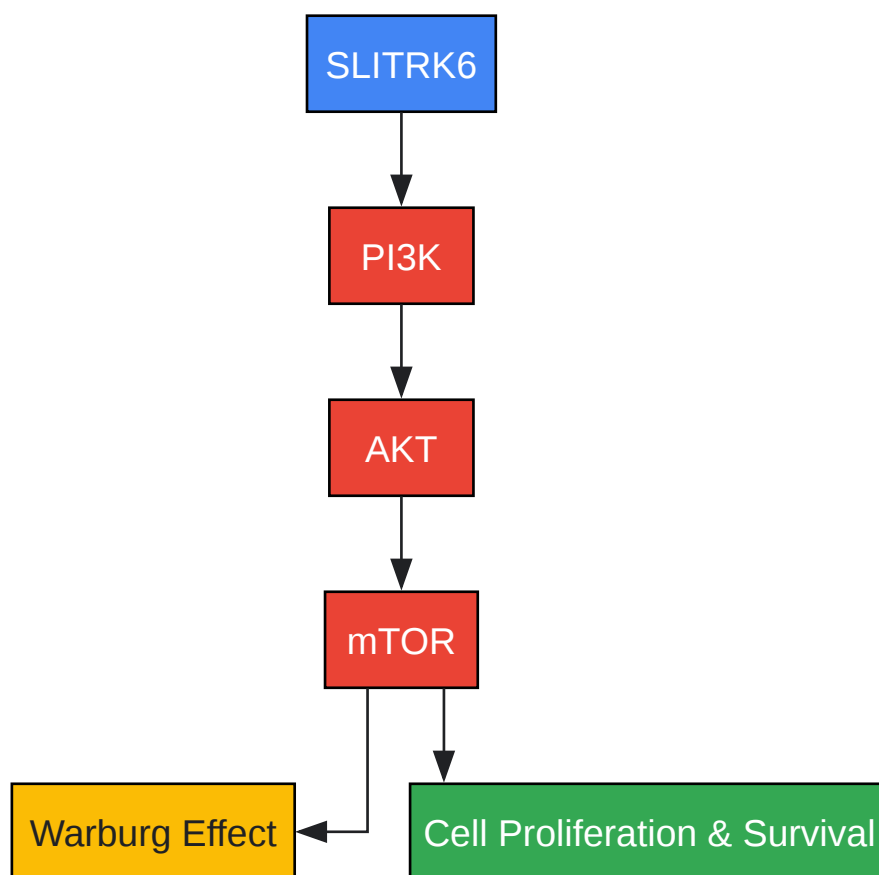 SLITRK6
PI3K
AKT
mTOR
Warburg Effect
Cell Proliferation & Survival